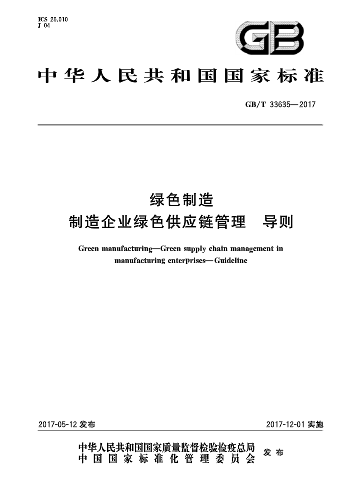 ICS 25.010
J 04
GB
中华人民共和国国家标准
GB/T 33635—2017
绿色制造
制造企业绿色供应链管理 导则
Green manufacturing—Green supply chain management in
manufacturing enterprises—Guideline
2017-05-12 发布
2017-12-01 实施
中华人民共和国国家质量监督检验检疫总局
中国国家标准化管理委员会
发布